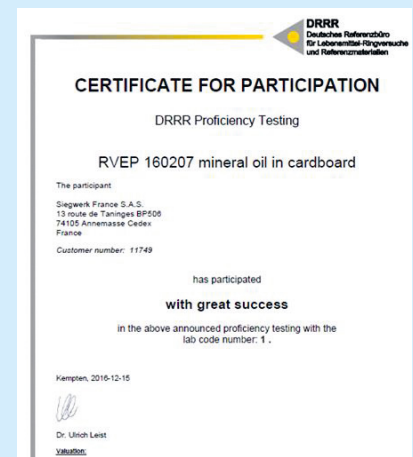 DRRR
Deutsches Referenzbüro
für Lebensmittel-Ringversuche
und Referenzmaterialien
CERTIFICATE FOR PARTICIPATION
DRRR Proficiency Testing
RVEP 160207 mineral oil in cardboard
The participant
Siegwerk France S.A.S.
13 route de Taninges BP506
74105 Annemasse Cedex
France
Customer number: 11749
has participated
with great success
in the above announced proficiency testing with the
lab code number: 1 .
Kempten, 2016-12-15
Dr. Ulrich Leist
Valuation: